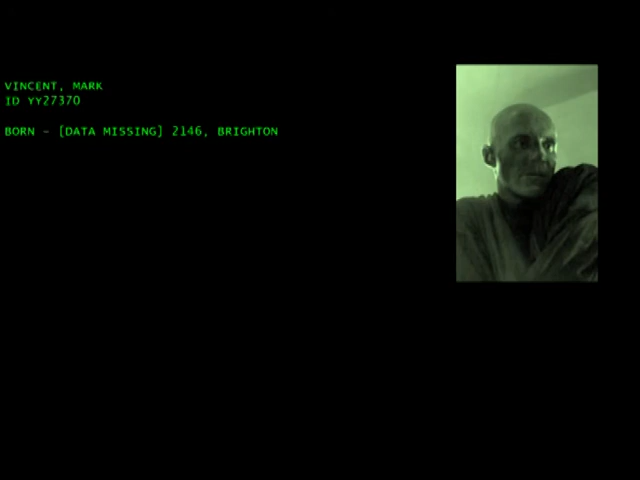 VINCENT, MARK
ID YY27370
BORN - [DATA MISSING] 2146, BRIGHTON